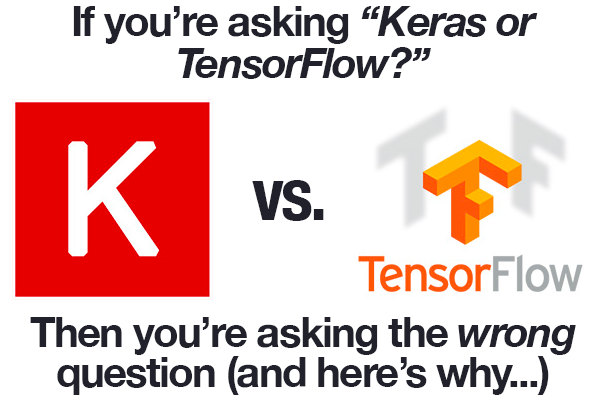 If you’re asking “Keras or
TensorFlow?”
K
vs.
TF
TensorFlow
Then you’re asking the wrong
question (and here’s why...)